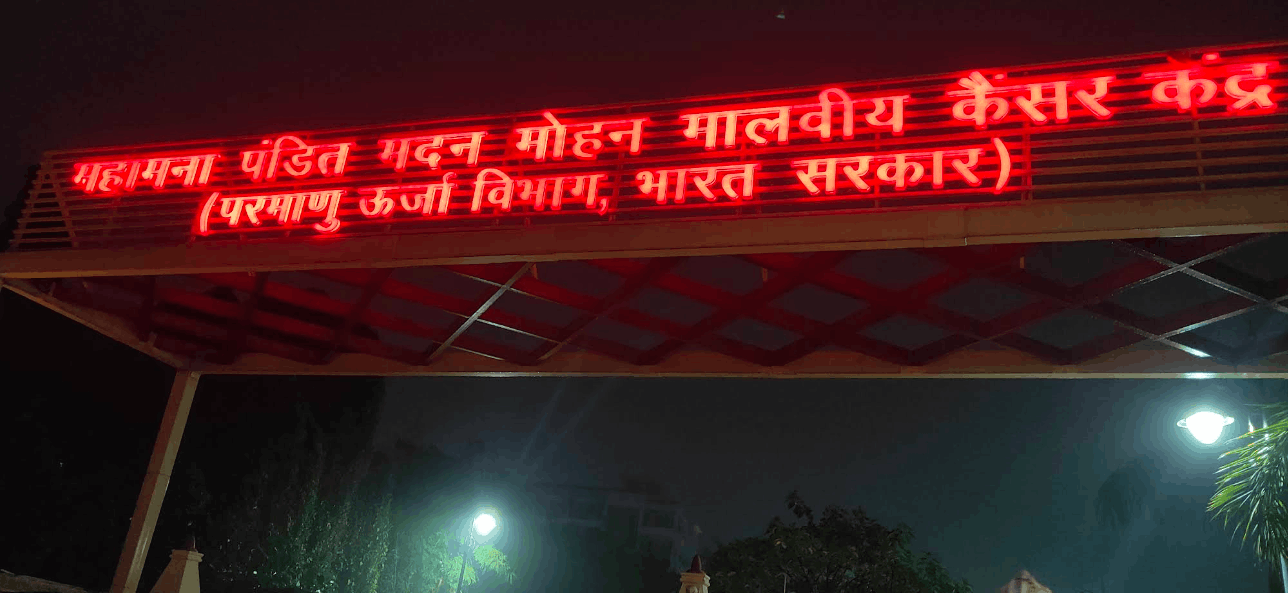 महामना पंडित मदन मोहन मालवीय कैंसर केंद्र
(परमाणु ऊर्जा विभाग, भारत सरकार)